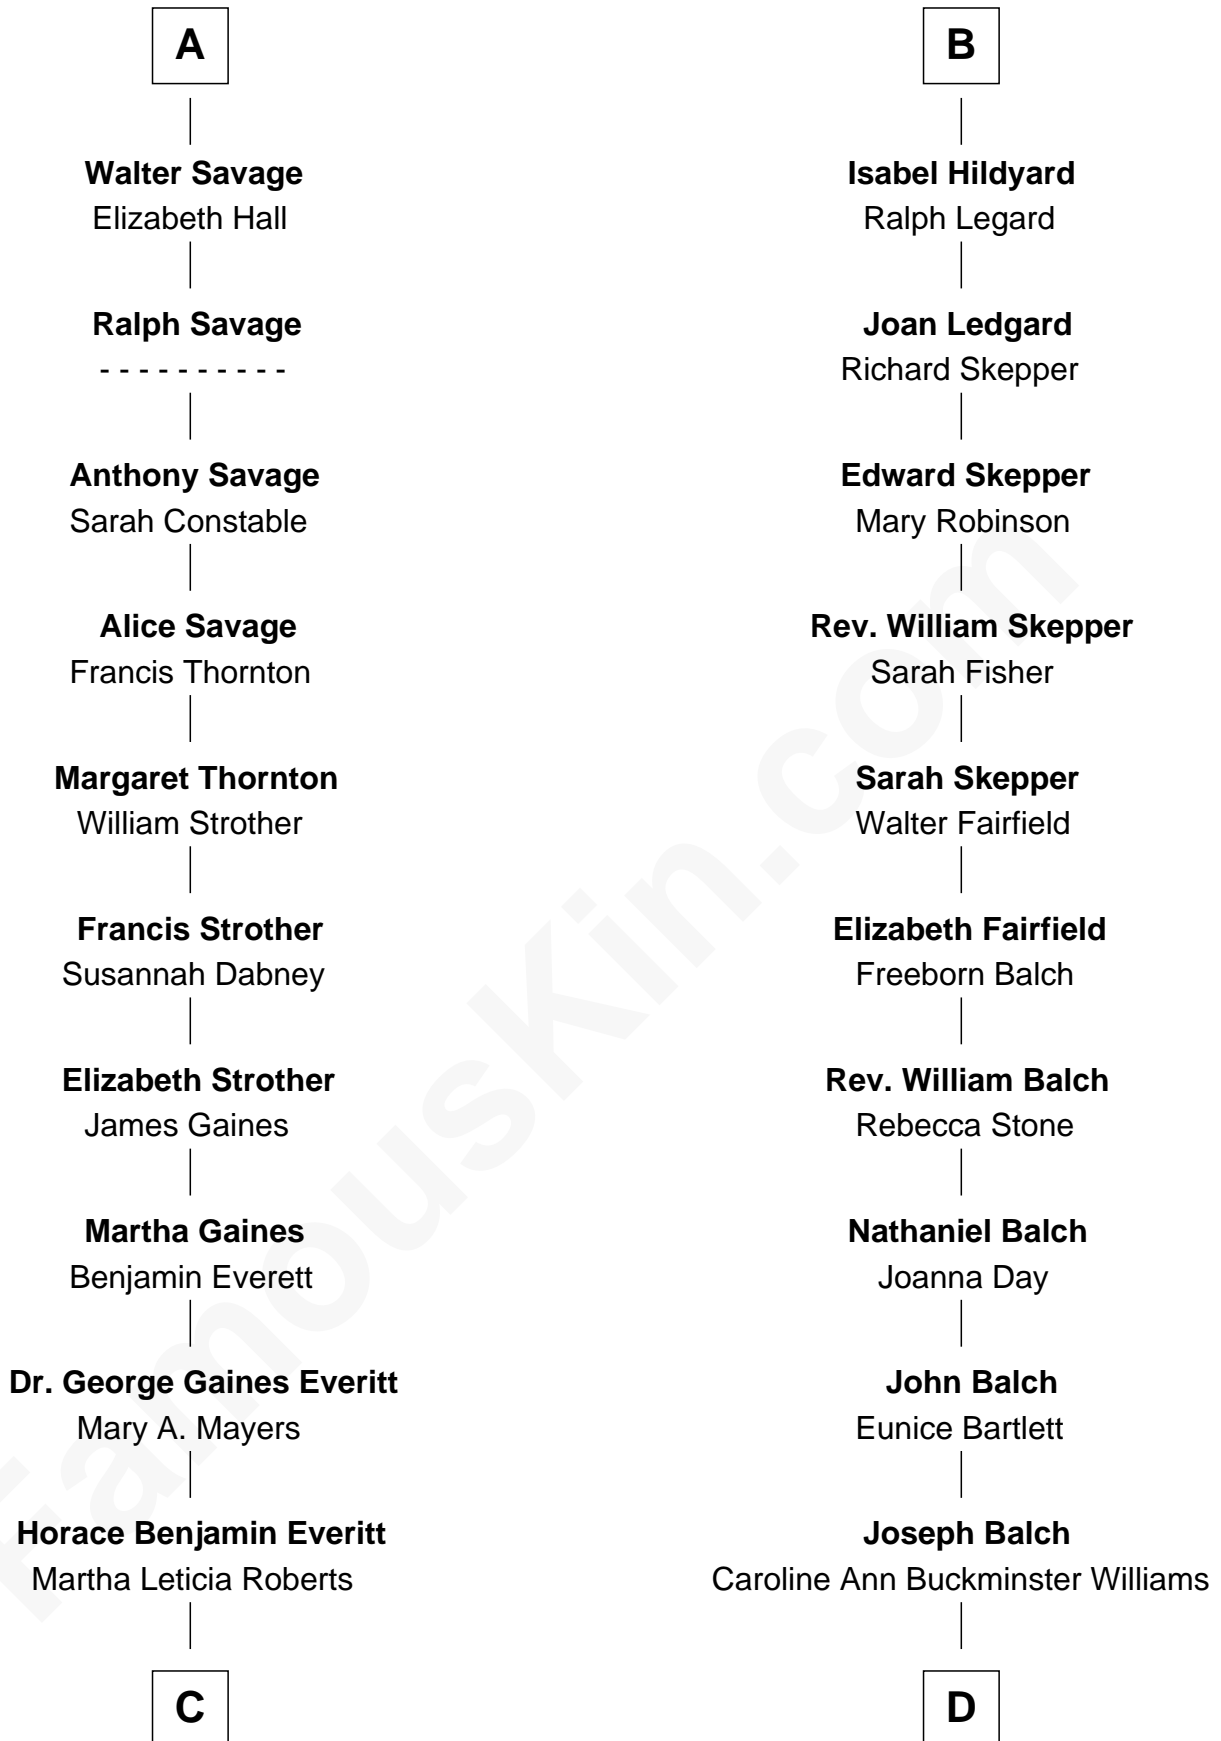 A
Walter Savage
Elizabeth Hall
Ralph Savage
- - - - - - - - - -
Anthony Savage
Sarah Constable
Alice Savage
Francis Thornton
Margaret Thornton
William Strother
Francis Strother
Susannah Dabney
Elizabeth Strother
James Gaines
Martha Gaines
Benjamin Everett
Dr. George Gaines Everitt
Mary A. Mayers
Horace Benjamin Everitt
Martha Leticia Roberts
C
B
Isabel Hildyard
Ralph Legard
Joan Ledgard
Richard Skepper
Edward Skepper
Mary Robinson
Rev. William Skepper
Sarah Fisher
Sarah Skepper
Walter Fairfield
Elizabeth Fairfield
Freeborn Balch
Rev. William Balch
Rebecca Stone
Nathaniel Balch
Joanna Day
John Balch
Eunice Bartlett
Joseph Balch
Caroline Ann Buckminster Williams
D
FamousKin.com